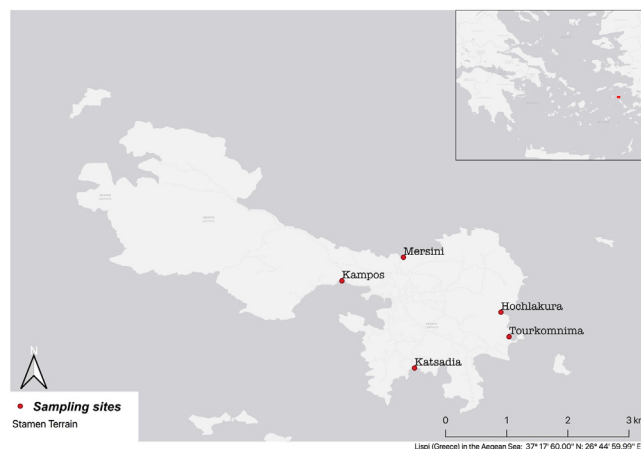 Mersini
Kampos
Hochlakura
Tourkomnima
Katsadia
N
Sampling sites
Stamen Terrain
0 1 2 3 km
Lispi (Greece) in the Aegean Sea: 37° 17' 60.00" N: 26° 44' 59.99" E